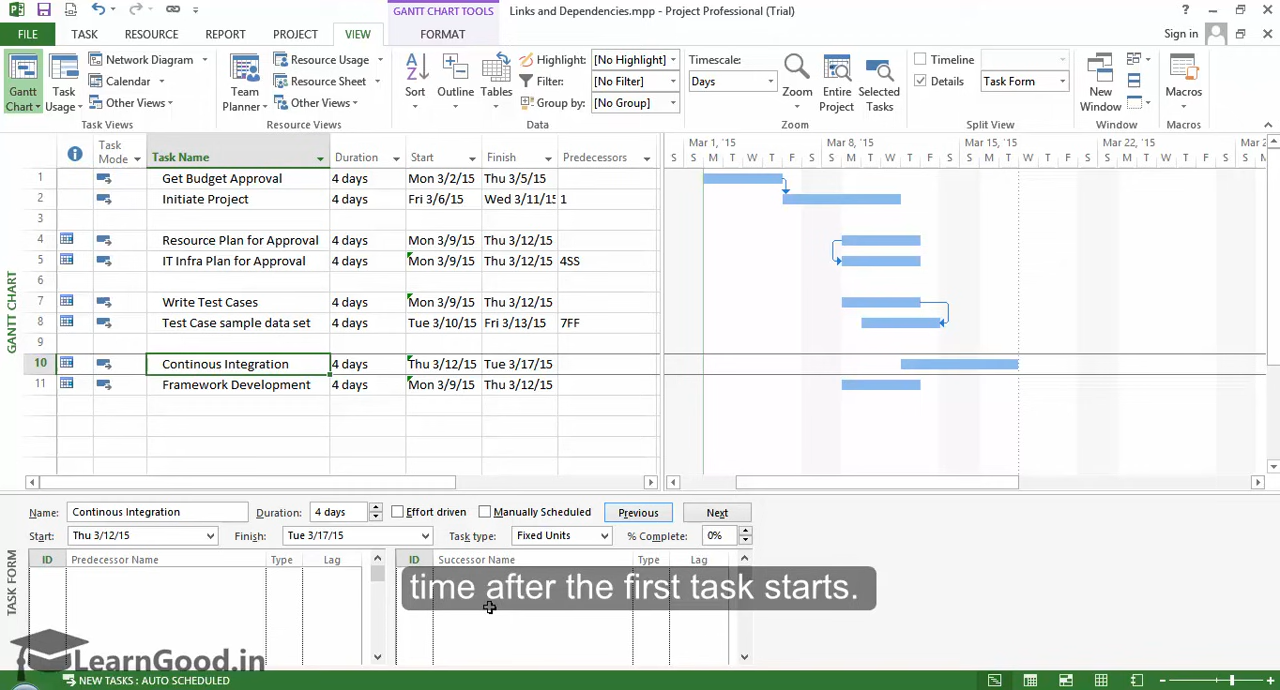 GANTT CHART TOOLS
Links and Dependencies.mpp - Project Professional (Trial)
FILE TASK RESOURCE REPORT PROJECT VIEW FORMAT Sign in
Gantt Chart
Task Usage
Network Diagram
Calendar
Other Views
Task Views
Team Planner
Resource Usage
Resource Sheet
Other Views
Resource Views
Sort
Outline
Tables
Highlight: [No Highlight]
Filter: [No Filter]
Group by: [No Group]
Data
Timescale:
Days
Zoom
Entire Project
Selected Tasks
Zoom
Timeline
Details Task Form
Split View
New Window
Window
Macros
Macros
Task Mode Task Name Duration Start Finish Predecessors
Mar 1, '15 Mar 8, '15 Mar 15, '15 Mar 22, '15 Mar 2
S M T W T F S S M T W T F S S M T W T F S S M T W T F S S
1 Get Budget Approval 4 days Mon 3/2/15 Thu 3/5/15
2 Initiate Project 4 days Fri 3/6/15 Wed 3/11/15 1
3
4 Resource Plan for Approval 4 days Mon 3/9/15 Thu 3/12/15
5 IT Infra Plan for Approval 4 days Mon 3/9/15 Thu 3/12/15 4SS
6
7 Write Test Cases 4 days Mon 3/9/15 Thu 3/12/15
8 Test Case sample data set 4 days Tue 3/10/15 Fri 3/13/15 7FF
9
10 Continous Integration 4 days Thu 3/12/15 Tue 3/17/15
11 Framework Development 4 days Mon 3/9/15 Thu 3/12/15
GANTT CHART
Name: Continous Integration Duration: 4 days Effort driven Manually Scheduled Previous Next
Start: Thu 3/12/15 Finish: Tue 3/17/15 Task type: Fixed Units % Complete: 0%
ID Predecessor Name Type Lag ID Successor Name Type Lag
TASK FORM
time after the first task starts.
LearnGood.in
NEW TASKS : AUTO SCHEDULED